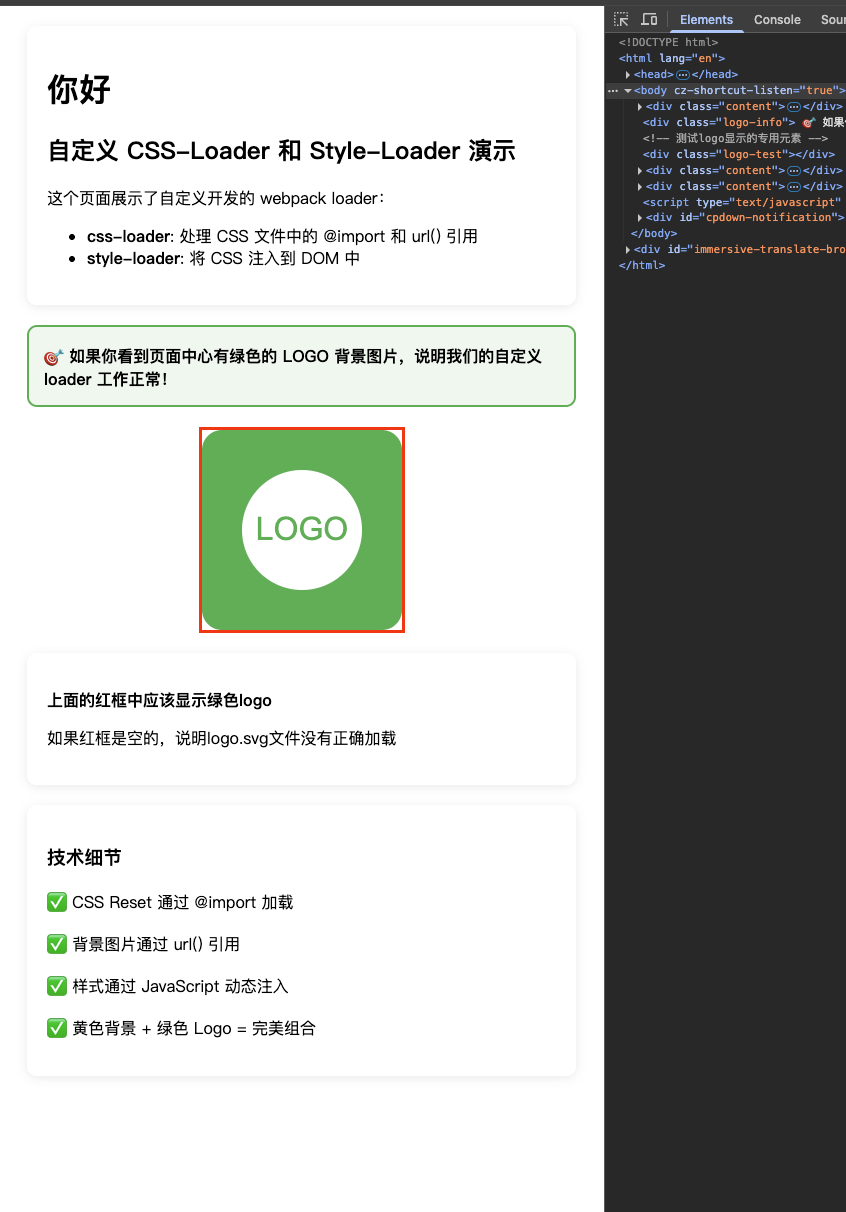 你好
自定义 CSS-Loader 和 Style-Loader 演示
这个页面展示了自定义开发的 webpack loader：
• css-loader: 处理 CSS 文件中的 @import 和 url() 引用
• style-loader: 将 CSS 注入到 DOM 中
🎯 如果你看到页面中心有绿色的 LOGO 背景图片，说明我们的自定义
loader 工作正常！
LOGO
上面的红框中应该显示绿色logo
如果红框是空的，说明logo.svg文件没有正确加载
技术细节
✅ CSS Reset 通过 @import 加载
✅ 背景图片通过 url() 引用
✅ 样式通过 JavaScript 动态注入
✅ 黄色背景 + 绿色 Logo = 完美组合
Elements Console Sour
<!DOCTYPE html>
<html lang="en">
<head>…</head>
<body cz-shortcut-listen="true">
<div class="content">…</div>
<div class="logo-info"> 🎯 如果
<!-- 测试logo显示的专用元素 -->
<div class="logo-test"></div>
<div class="content">…</div>
<div class="content">…</div>
<script type="text/javascript"
<div id="cpdown-notification">
</body>
<div id="immersive-translate-bro
</html>